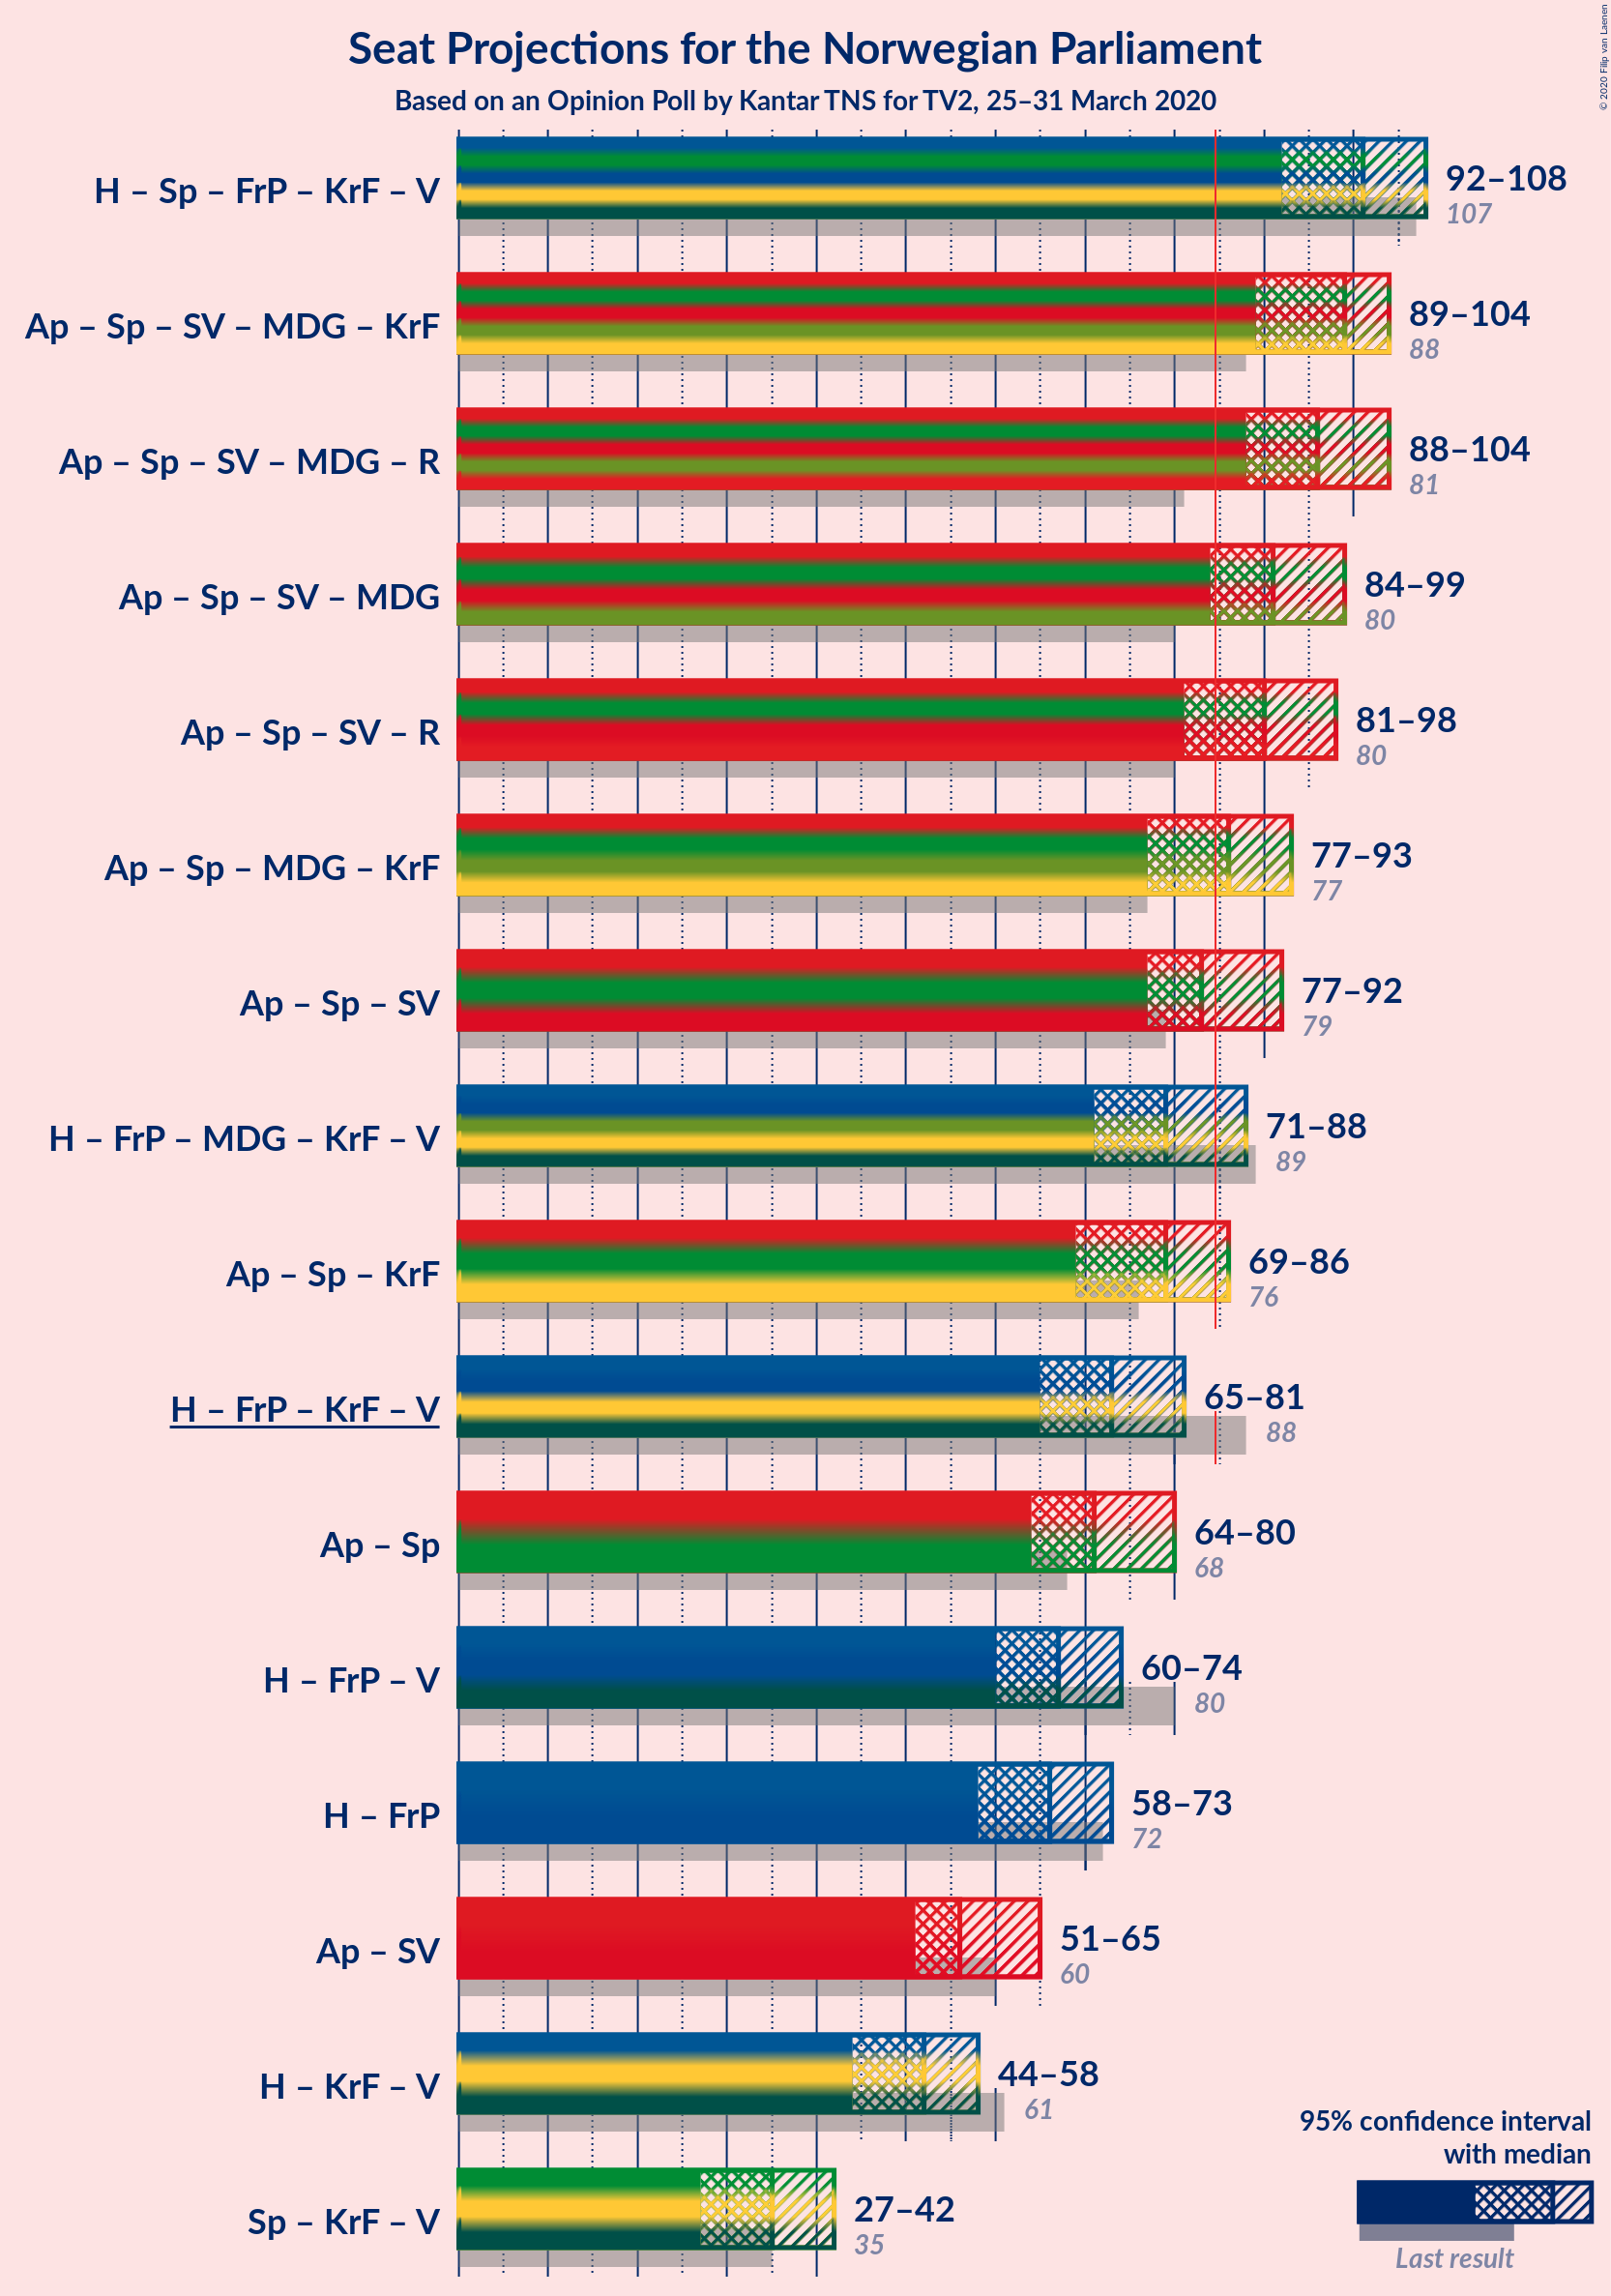 Seat Projections for the Norwegian Parliament
Based on an Opinion Poll by Kantar TNS for TV2, 25–31 March 2020
© 2020 Filip van Laenen
H – Sp – FrP – KrF – V
92–108
107
Ap – Sp – SV – MDG – KrF
89–104
88
Ap – Sp – SV – MDG – R
88–104
81
Ap – Sp – SV – MDG
84–99
80
Ap – Sp – SV – R
81–98
80
Ap – Sp – MDG – KrF
77–93
77
Ap – Sp – SV
77–92
79
H – FrP – MDG – KrF – V
71–88
89
Ap – Sp – KrF
69–86
76
H – FrP – KrF – V
65–81
88
Ap – Sp
64–80
68
H – FrP – V
60–74
80
H – FrP
58–73
72
Ap – SV
51–65
60
H – KrF – V
44–58
61
Sp – KrF – V
27–42
35
95% confidence interval
with median
Last result